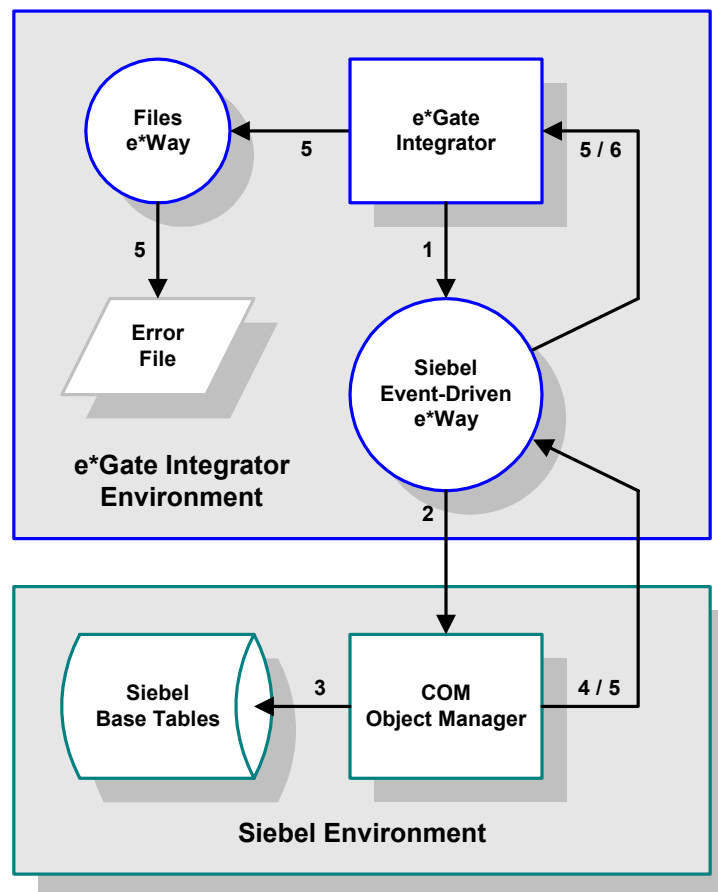 Files
e*Way
e*Gate
Integrator
5
5 / 6
5
1
Error
File
Siebel
Event-Driven
e*Way
e*Gate Integrator
Environment
2
Siebel
Base Tables
3
COM
Object Manager
4 / 5
Siebel Environment